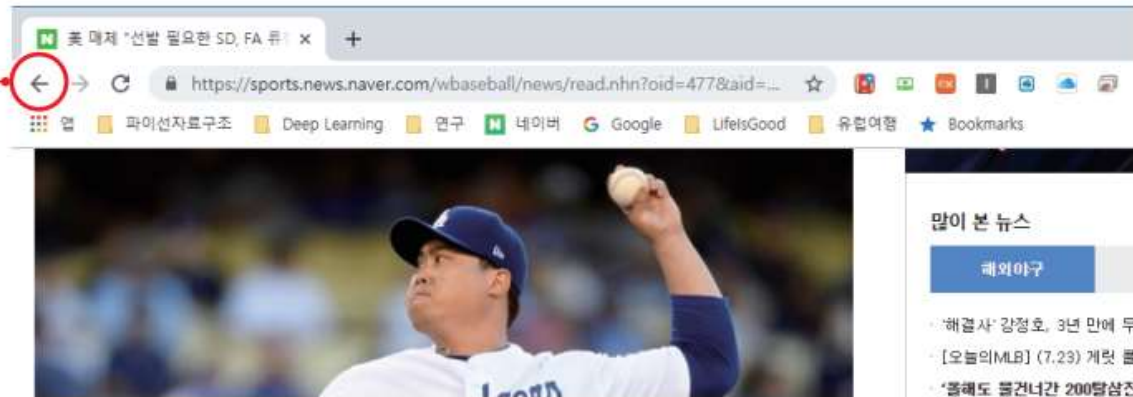 美 매체 "선발 필요한 SD, FA 류
https://sports.news.naver.com/wbaseball/news/read.nhn?oid=477&aid=...
앱 파이선자료구조 Deep Learning 연구 네이버 Google LifeIsGood 유럽여행 Bookmarks
많이 본 뉴스
해외야구
· '해결사' 강정호, 3년 만에
· [오늘의MLB] (7.23) 게릿
· '올해도 물건너간 200탈삼진